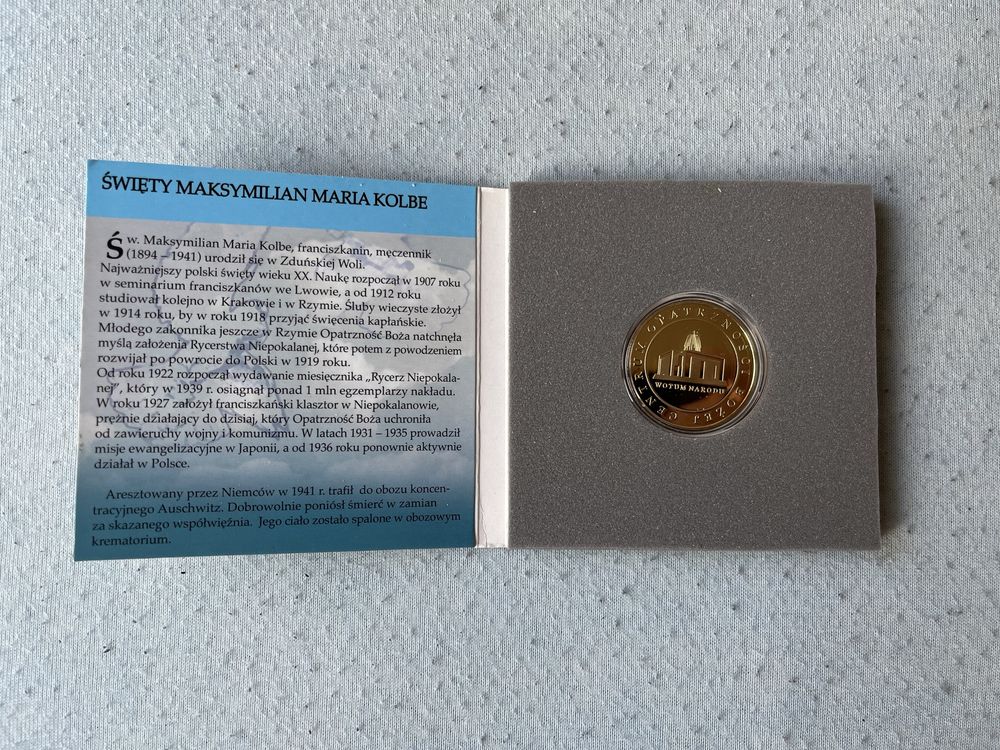 ŚWIĘTY MAKSYMILIAN MARIA KOLBE
Św. Maksymilian Maria Kolbe, franciszkanin, męczennik
(1894 – 1941) urodził się w Zduńskiej Woli.
Najważniejszy polski święty wieku XX. Naukę rozpoczął w 1907 roku
w seminarium franciszkanów we Lwowie, a od 1912 roku
studiował kolejno w Krakowie i w Rzymie. Śluby wieczyste złożył
w 1914 roku, by w roku 1918 przyjąć święcenia kapłańskie.
Młodego zakonnika jeszcze w Rzymie Opatrzność Boża natchnęła
myślą założenia Rycerstwa Niepokalanej, które potem z powodzeniem
rozwijał po powrocie do Polski w 1919 roku.
Od roku 1922 rozpoczął wydawanie miesięcznika „Rycerz Niepokala-
nej”, który w 1939 r. osiągnął ponad 1 mln egzemplarzy nakładu.
W roku 1927 założył franciszkański klasztor w Niepokalanowie,
prężnie działający do dzisiaj, który Opatrzność Boża uchroniła
od zawieruchy wojny i komunizmu. W latach 1931 – 1935 prowadził
misje ewangelizacyjne w Japonii, a od 1936 roku ponownie aktywnie
działał w Polsce.
Aresztowany przez Niemców w 1941 r. trafił do obozu koncen-
tracyjnego Auschwitz. Dobrowolnie poniósł śmierć w zamian
za skazanego współwięźnia. Jego ciało zostało spalone w obozowym
krematorium.
CENTRUM OPATRZNOŚCI BOŻEJ
WOTUM NARODU